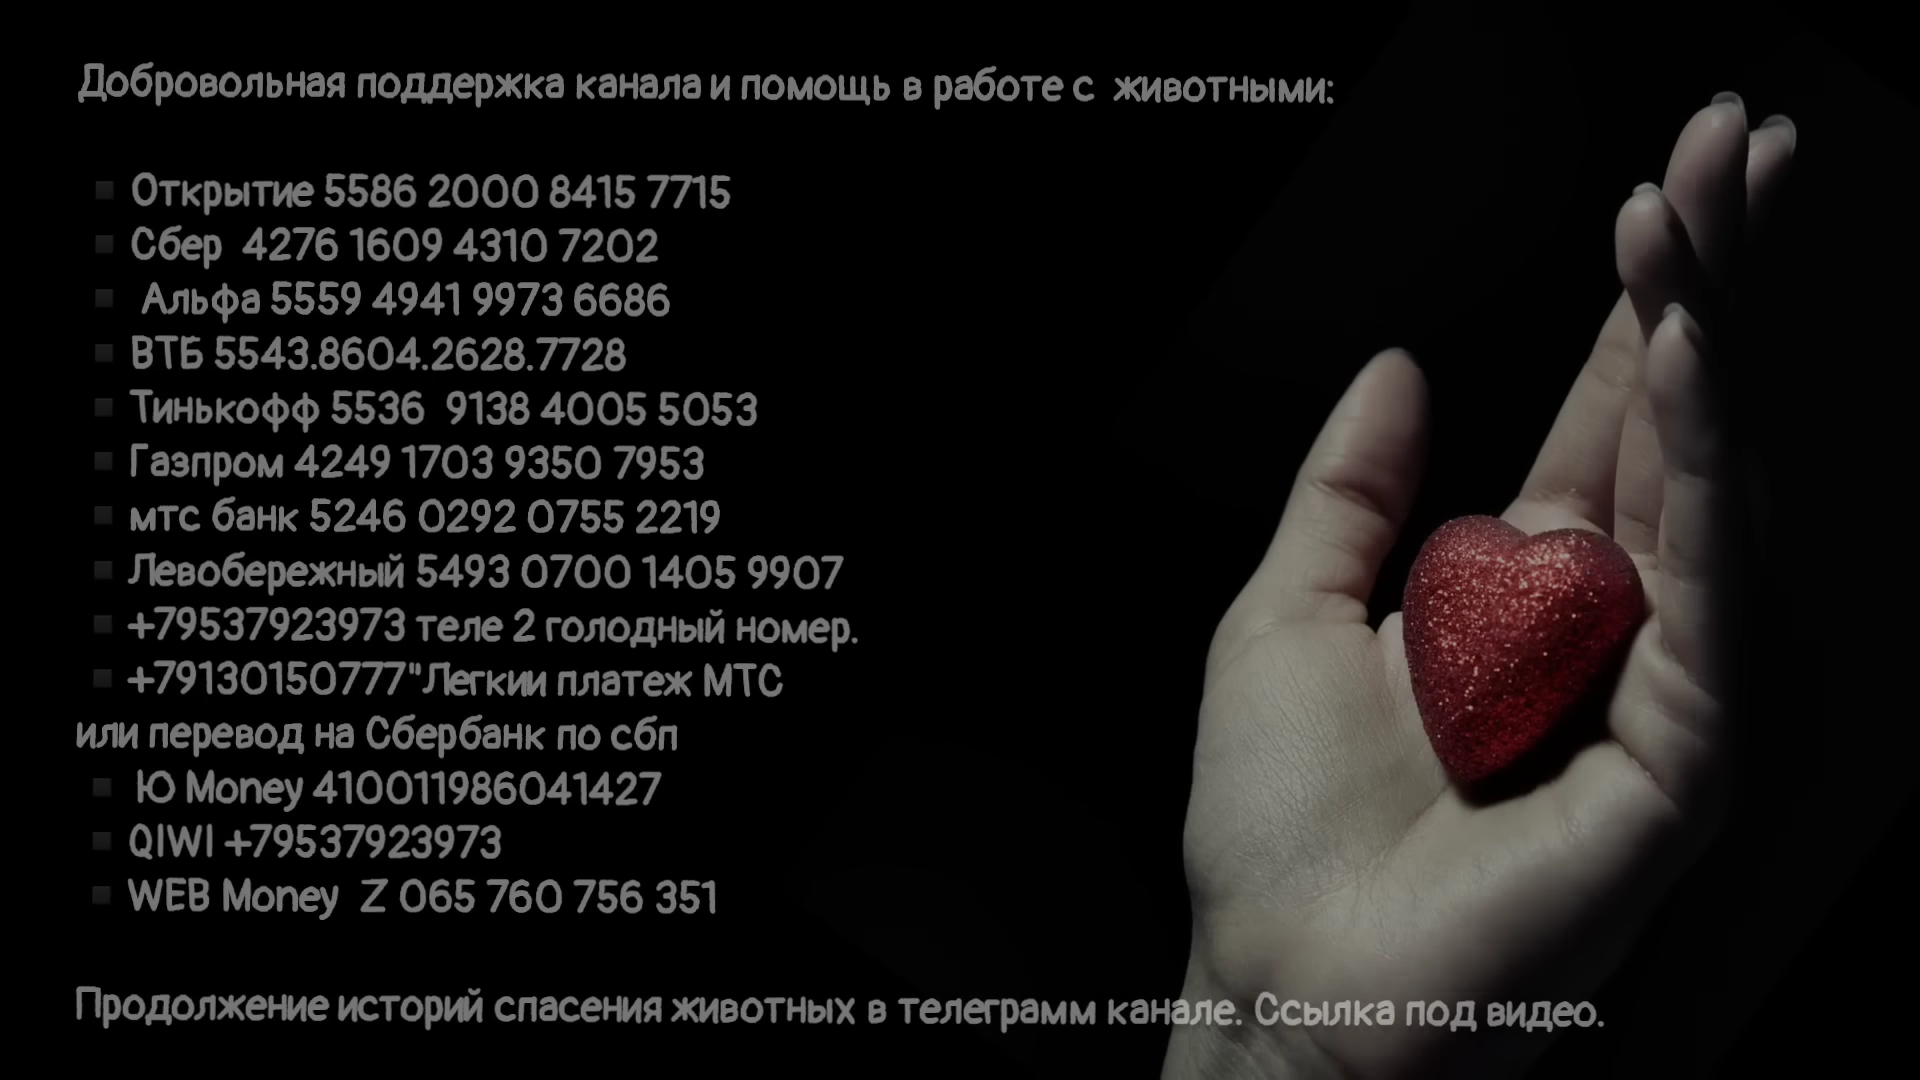 Добровольная поддержка канала и помощь в работе с животными:
Открытие 5586 2000 8415 7715
Сбер 4276 1609 4310 7202
Альфа 5559 4941 9973 6686
ВТБ 5543.8604.2628.7728
Тинькофф 5536 9138 4005 5053
Газпром 4249 1703 9350 7953
мтс банк 5246 0292 0755 2219
Левобережный 5493 0700 1405 9907
+79537923973 теле 2 голодный номер.
+79130150777"Легкии платеж МТС
или перевод на Сбербанк по сбп
Ю Money 410011986041427
QIWI +79537923973
WEB Money Z 065 760 756 351
Продолжение историй спасения животных в телеграмм канале. Ссылка под видео.